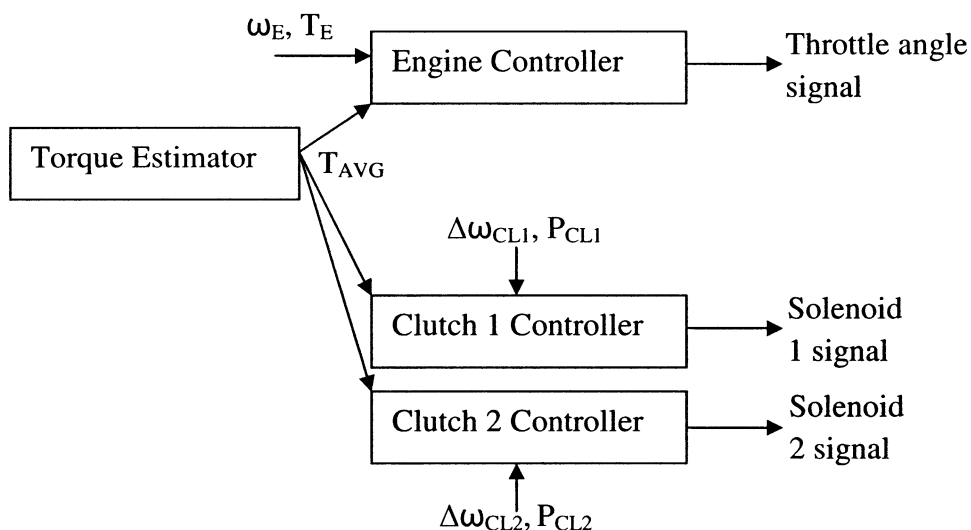 ω_E, T_E
Engine Controller
Throttle angle
signal
Torque Estimator
T_AVG
Δω_CL1, P_CL1
Clutch 1 Controller
Solenoid
1 signal
Clutch 2 Controller
Solenoid
2 signal
Δω_CL2, P_CL2